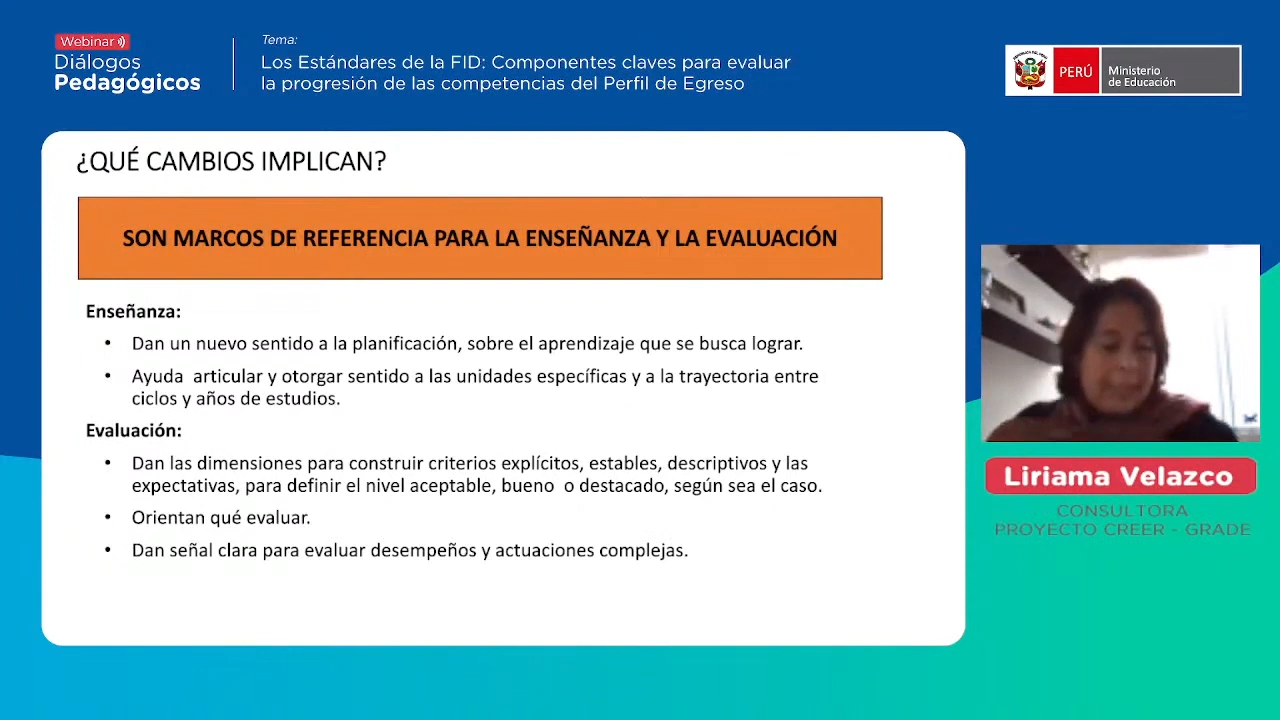 Webinar
Diálogos
Pedagógicos
Tema:
Los Estándares de la FID: Componentes claves para evaluar
la progresión de las competencias del Perfil de Egreso
PERÚ
Ministerio
de Educación
¿QUÉ CAMBIOS IMPLICAN?
SON MARCOS DE REFERENCIA PARA LA ENSEÑANZA Y LA EVALUACIÓN
Enseñanza:
• Dan un nuevo sentido a la planificación, sobre el aprendizaje que se busca lograr.
• Ayuda articular y otorgar sentido a las unidades específicas y a la trayectoria entre
ciclos y años de estudios.
Evaluación:
• Dan las dimensiones para construir criterios explícitos, estables, descriptivos y las
expectativas, para definir el nivel aceptable, bueno o destacado, según sea el caso.
• Orientan qué evaluar.
• Dan señal clara para evaluar desempeños y actuaciones complejas.
Liriama Velazco
CONSULTORA
PROYECTO CREER - GRADE